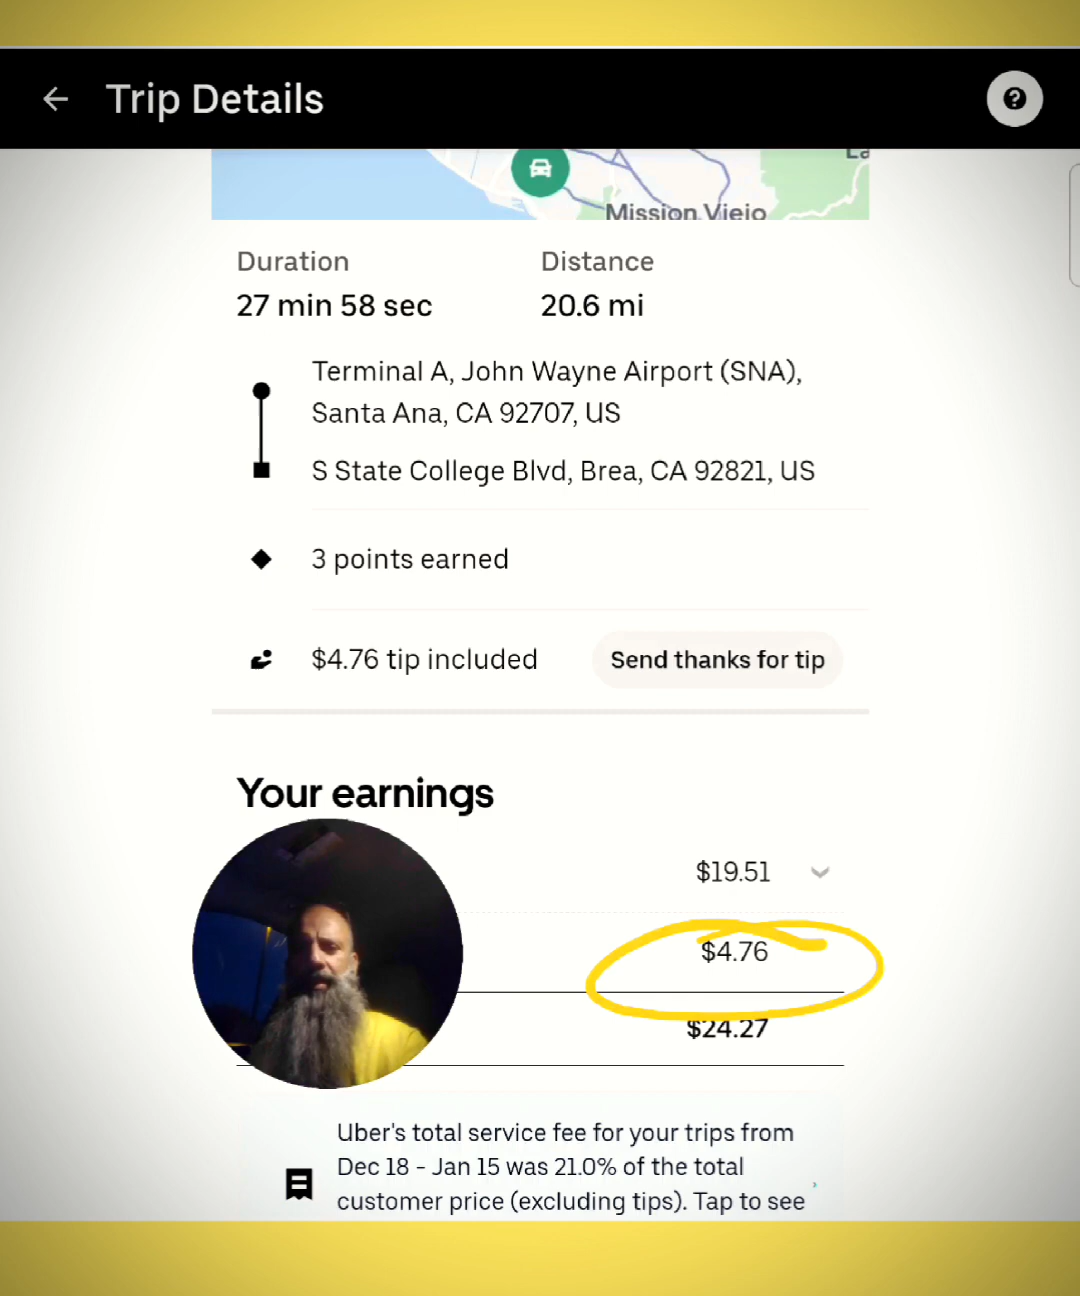 Trip Details
Mission Viejo
Duration
Distance
27 min 58 sec
20.6 mi
Terminal A, John Wayne Airport (SNA),
Santa Ana, CA 92707, US
S State College Blvd, Brea, CA 92821, US
3 points earned
$4.76 tip included
Send thanks for tip
Your earnings
$19.51
$4.76
$24.27
Uber's total service fee for your trips from
Dec 18 - Jan 15 was 21.0% of the total
customer price (excluding tips). Tap to see